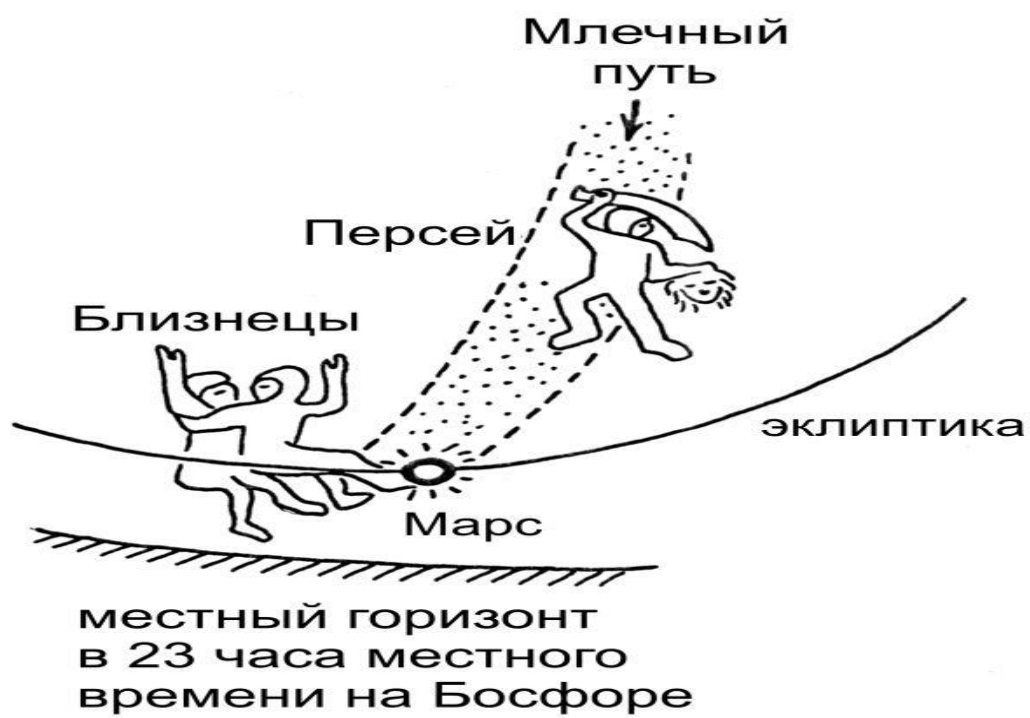 Млечный
путь
Персей
Близнецы
эклиптика
Марс
местный горизонт
в 23 часа местного
времени на Босфоре